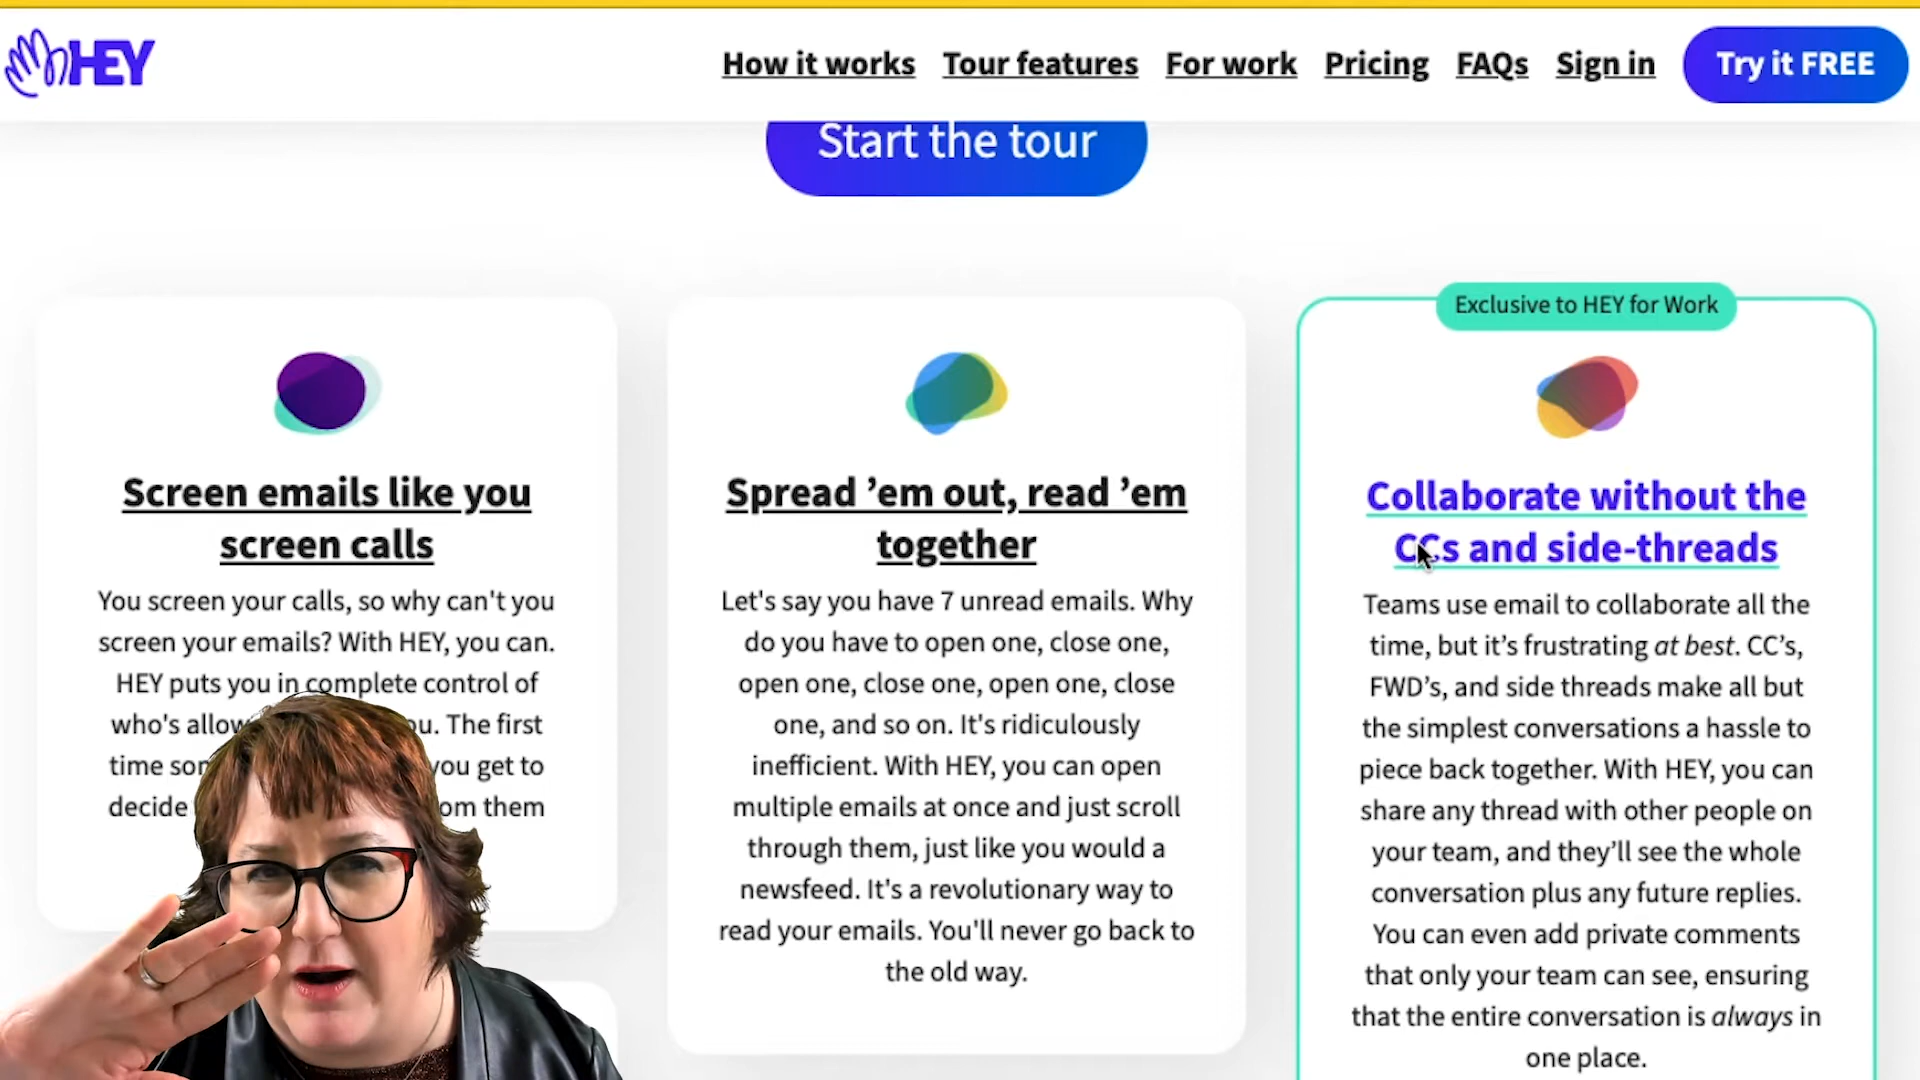 HEY
How it works Tour features For work Pricing FAQs Sign in Try it FREE
Start the tour
Screen emails like you
screen calls
You screen your calls, so why can't you
screen your emails? With HEY, you can.
HEY puts you in complete control of
who's u. The first
time you get to
decide them
Spread ’em out, read ’em
together
Let's say you have 7 unread emails. Why
do you have to open one, close one,
open one, close one, open one, close
one, and so on. It's ridiculously
inefficient. With HEY, you can open
multiple emails at once and just scroll
through them, just like you would a
newsfeed. It's a revolutionary way to
read your emails. You'll never go back to
the old way.
Exclusive to HEY for Work
Collaborate without the
CCs and side-threads
Teams use email to collaborate all the
time, but it’s frustrating at best. CC’s,
FWD’s, and side threads make all but
the simplest conversations a hassle to
piece back together. With HEY, you can
share any thread with other people on
your team, and they’ll see the whole
conversation plus any future replies.
You can even add private comments
that only your team can see, ensuring
that the entire conversation is always in
one place.